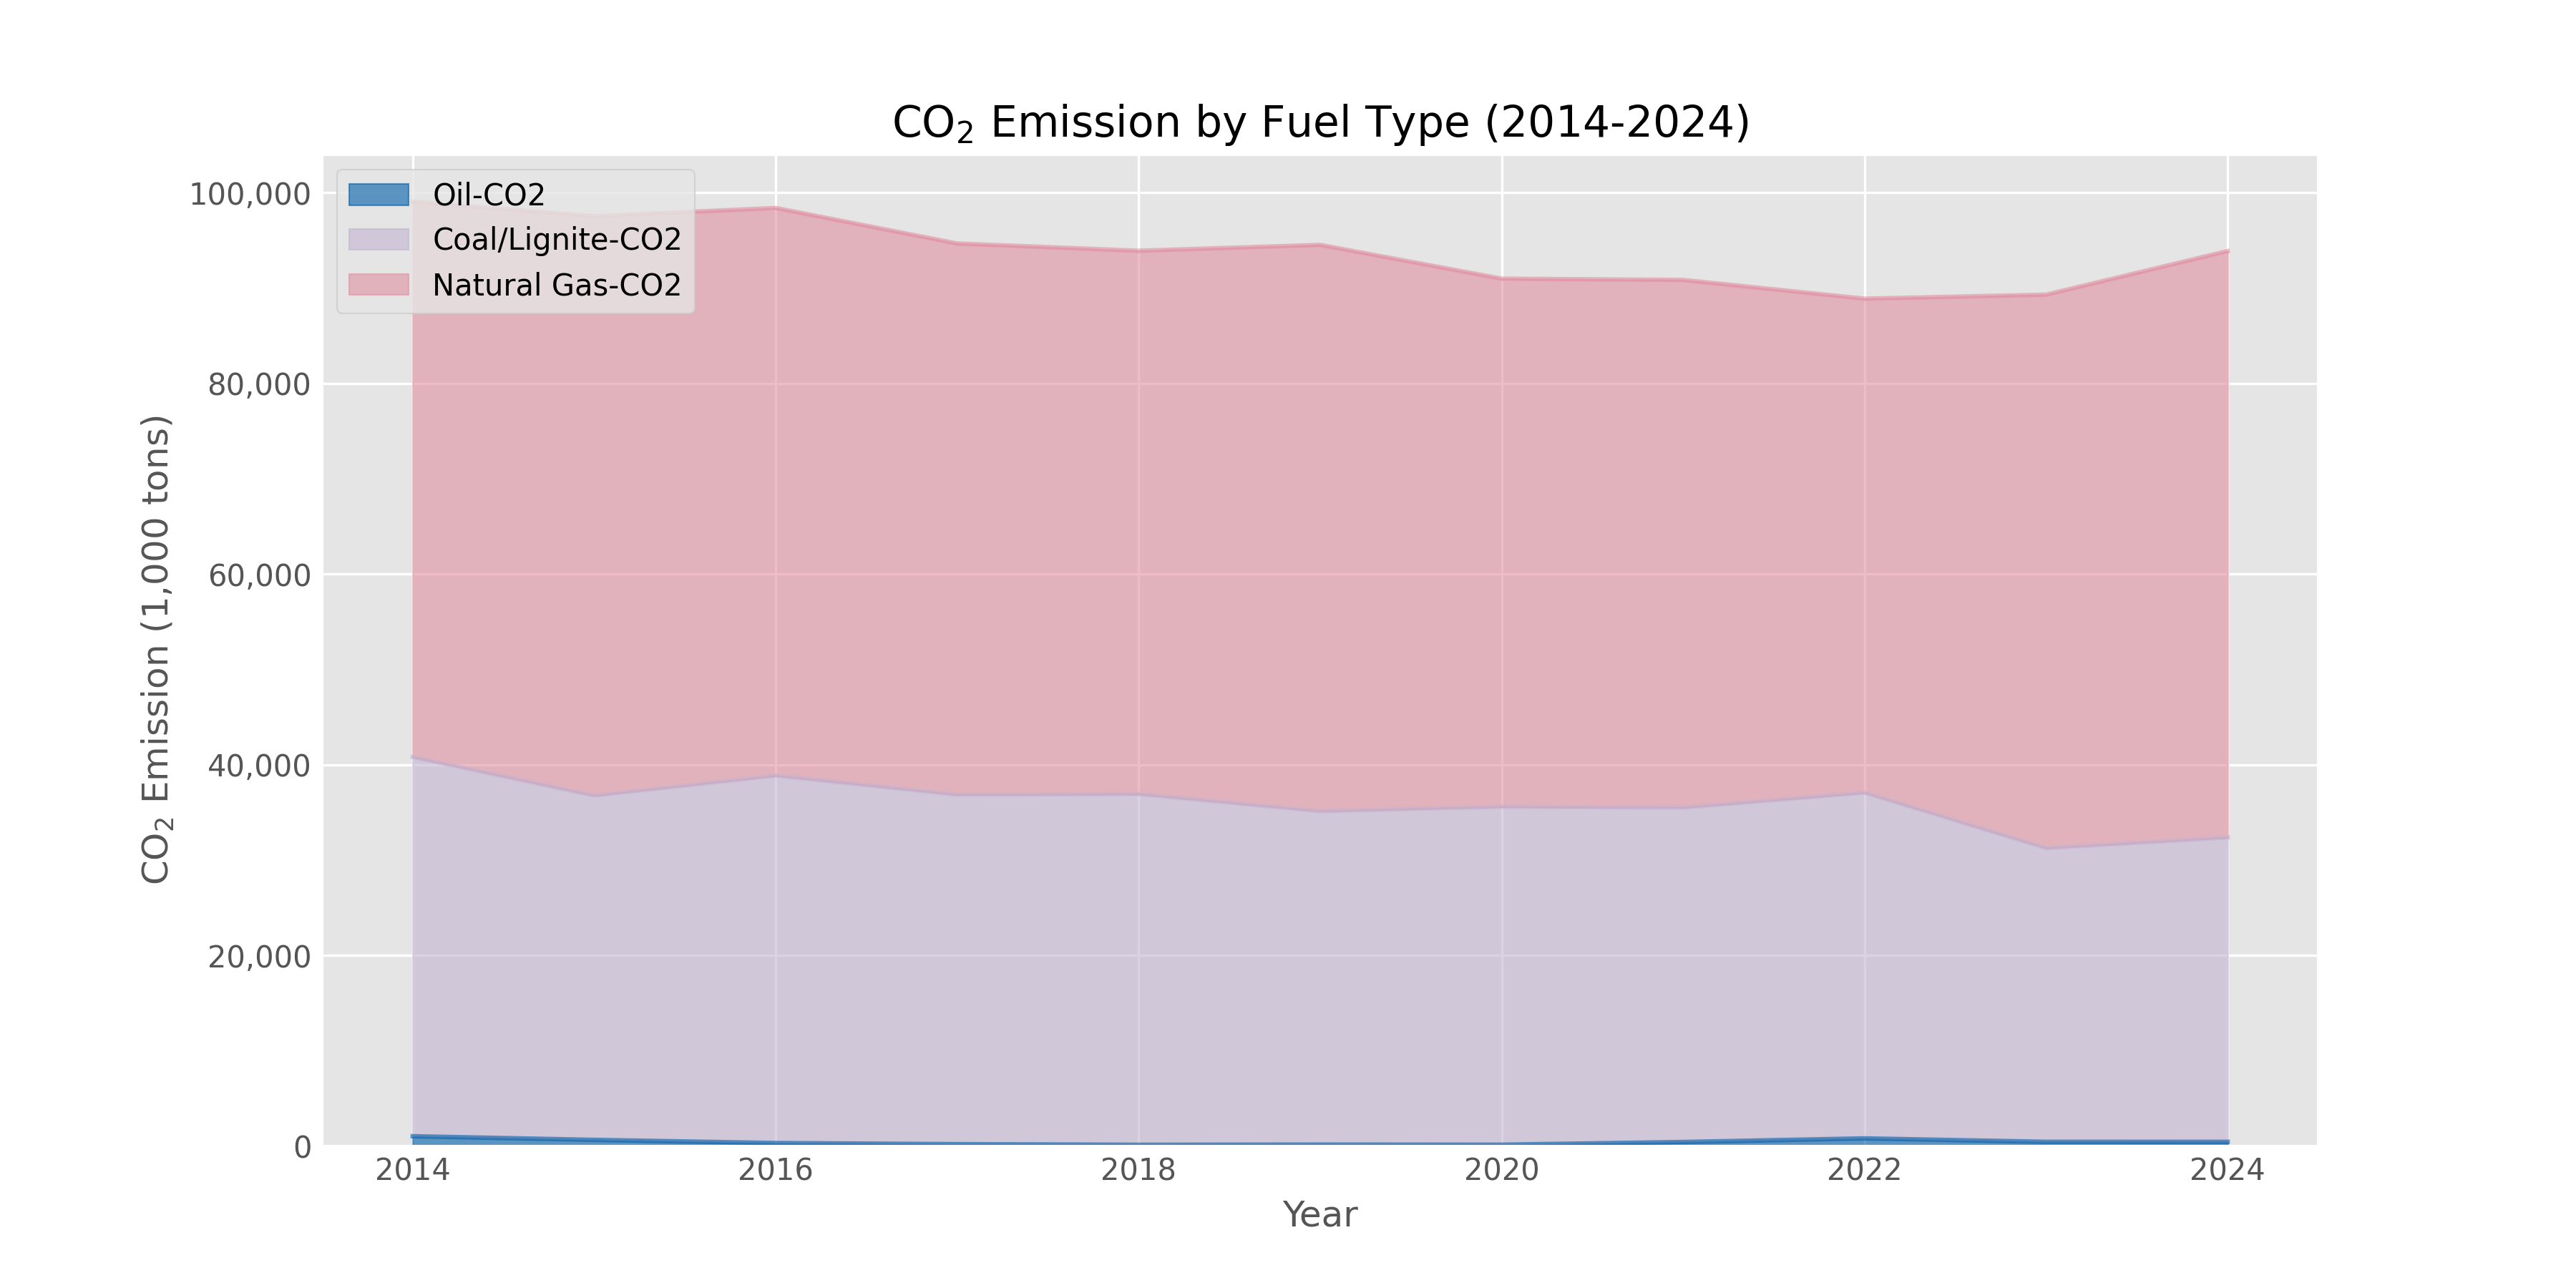 CO₂ Emission by Fuel Type (2014-2024)
Oil-CO2
Coal/Lignite-CO2
Natural Gas-CO2
CO₂ Emission (1,000 tons)
100,000
80,000
60,000
40,000
20,000
0
2014 2016 2018 2020 2022 2024
Year